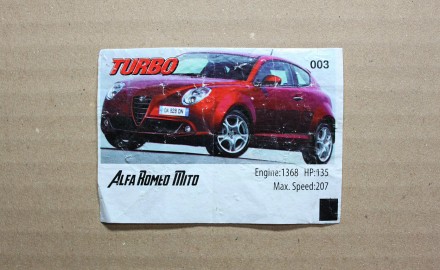 TURBO
003
ALFA ROMEO MITO
Engine:1368 HP:135
Max. Speed:207